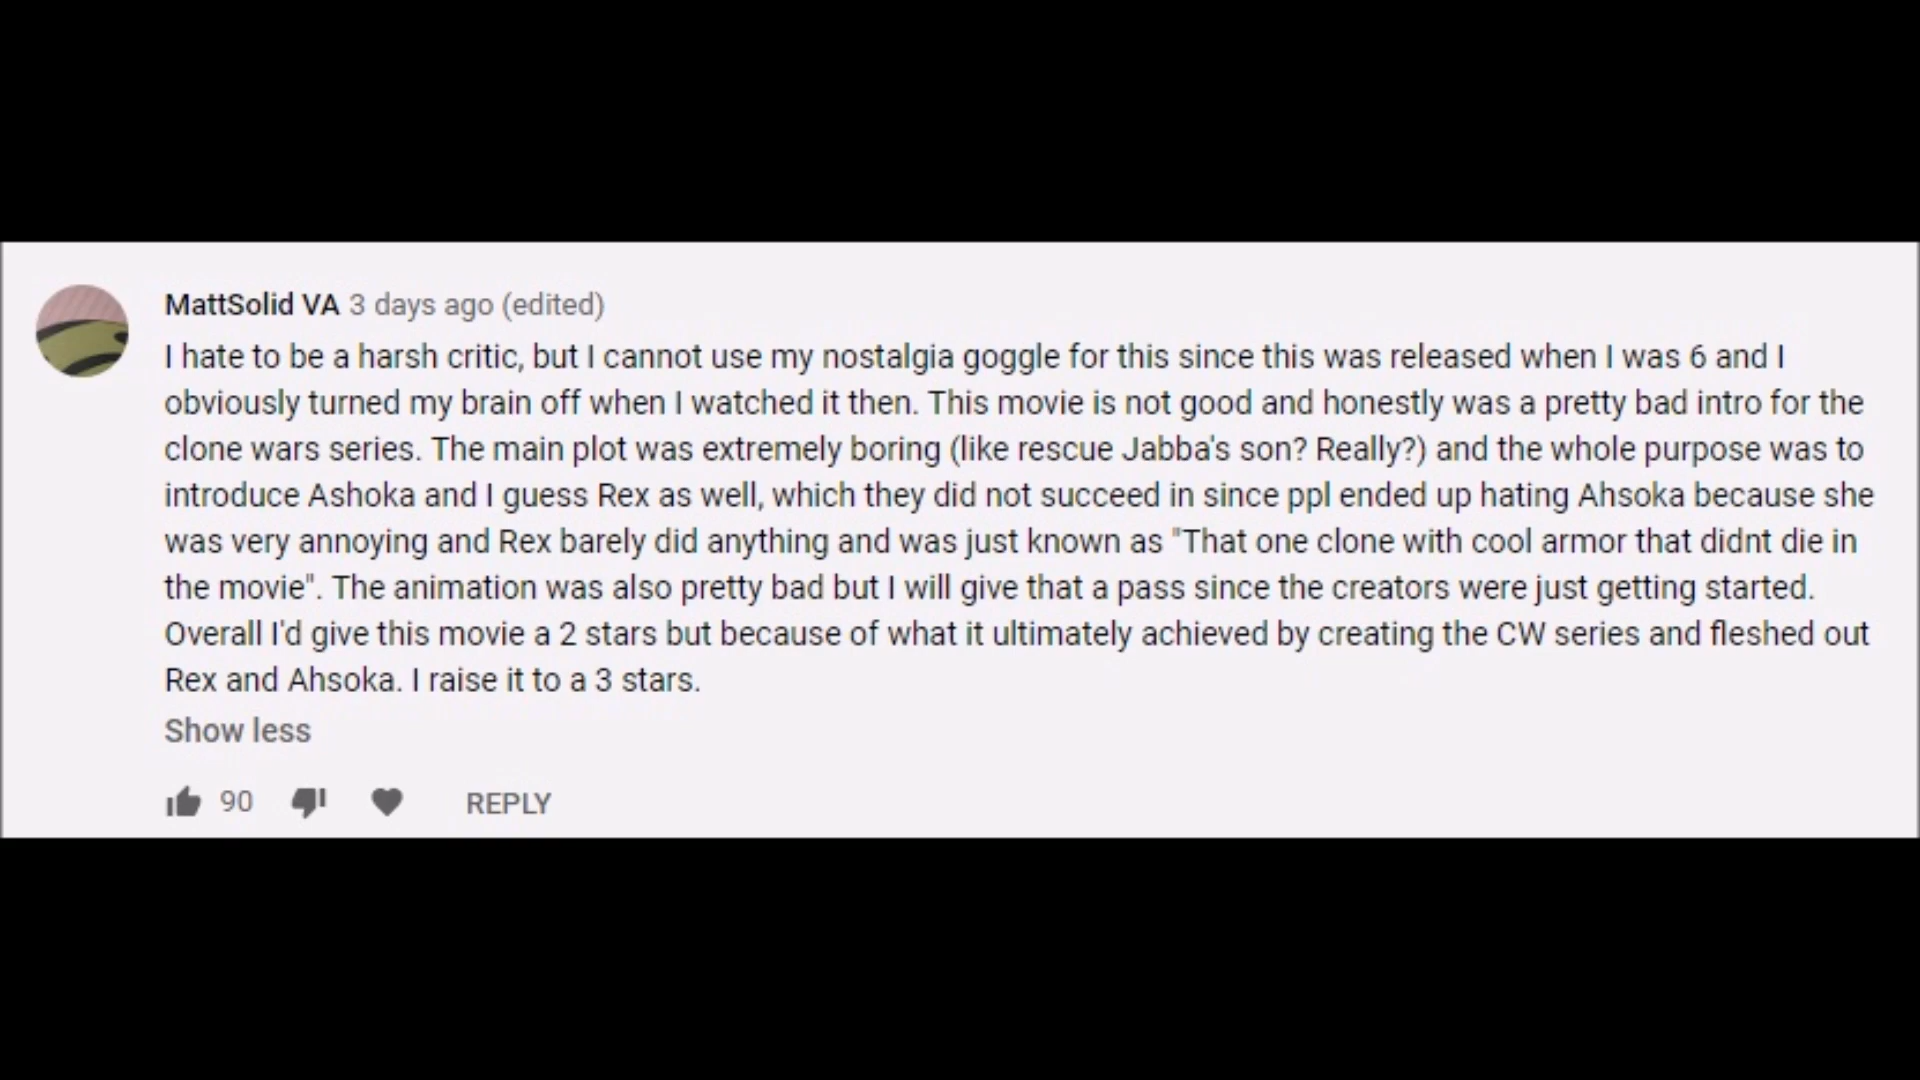 MattSolid VA 3 days ago (edited)
I hate to be a harsh critic, but I cannot use my nostalgia goggle for this since this was released when I was 6 and I
obviously turned my brain off when I watched it then. This movie is not good and honestly was a pretty bad intro for the
clone wars series. The main plot was extremely boring (like rescue Jabba's son? Really?) and the whole purpose was to
introduce Ashoka and I guess Rex as well, which they did not succeed in since ppl ended up hating Ahsoka because she
was very annoying and Rex barely did anything and was just known as "That one clone with cool armor that didnt die in
the movie". The animation was also pretty bad but I will give that a pass since the creators were just getting started.
Overall I'd give this movie a 2 stars but because of what it ultimately achieved by creating the CW series and fleshed out
Rex and Ahsoka. I raise it to a 3 stars.
Show less
90 REPLY